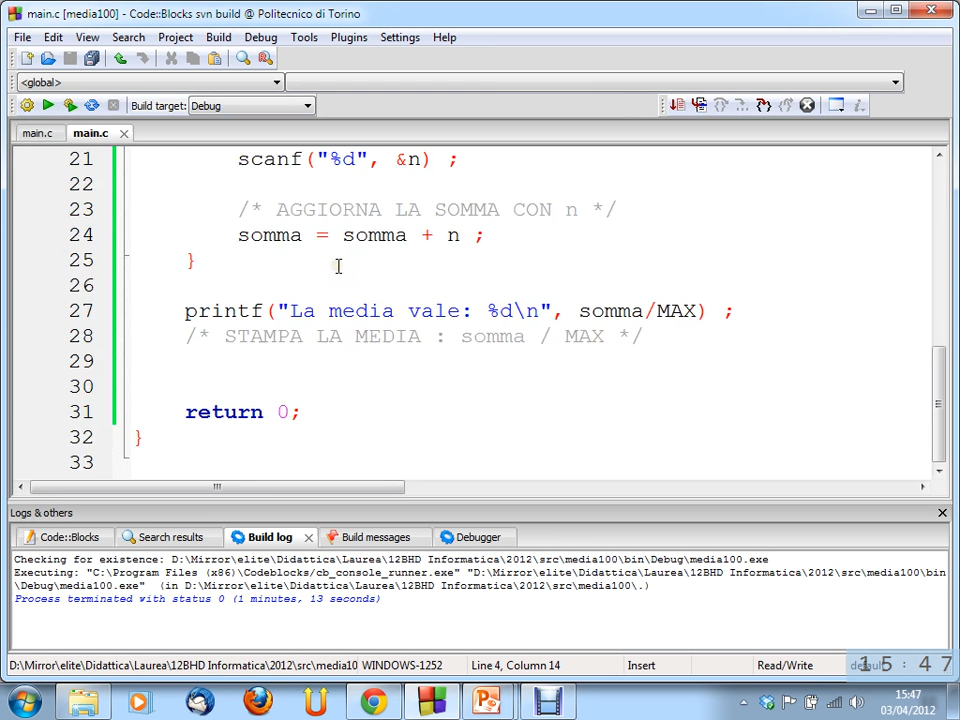 main.c [media100] - Code::Blocks svn build @ Politecnico di Torino
File Edit View Search Project Build Debug Tools Plugins Settings Help
<global>
Build target: Debug
main.c main.c
21 scanf("%d", &n) ;
22
23 /* AGGIORNA LA SOMMA CON n */
24 somma = somma + n ;
25 }
26
27 printf("La media vale: %d\n", somma/MAX) ;
28 /* STAMPA LA MEDIA : somma / MAX */
29
30
31 return 0;
32 }
33
Logs & others
Code::Blocks Search results Build log Build messages Debugger
Checking for existence: D:\Mirror\elite\Didattica\Laurea\12BHD Informatica\2012\src\media100\bin\Debug\media100.exe
Executing: "C:\Program Files (x86)\Codeblocks/cb_console_runner.exe" "D:\Mirror\elite\Didattica\Laurea\12BHD Informatica\2012\src\media100\bin
\Debug\media100.exe" (in D:\Mirror\elite\Didattica\Laurea\12BHD Informatica\2012\src\media100\.)
Process terminated with status 0 (1 minutes, 13 seconds)
D:\Mirror\elite\Didattica\Laurea\12BHD Informatica\2012\src\media10 WINDOWS-1252 Line 4, Column 14 Insert Read/Write default
15:47
15:47
03/04/2012